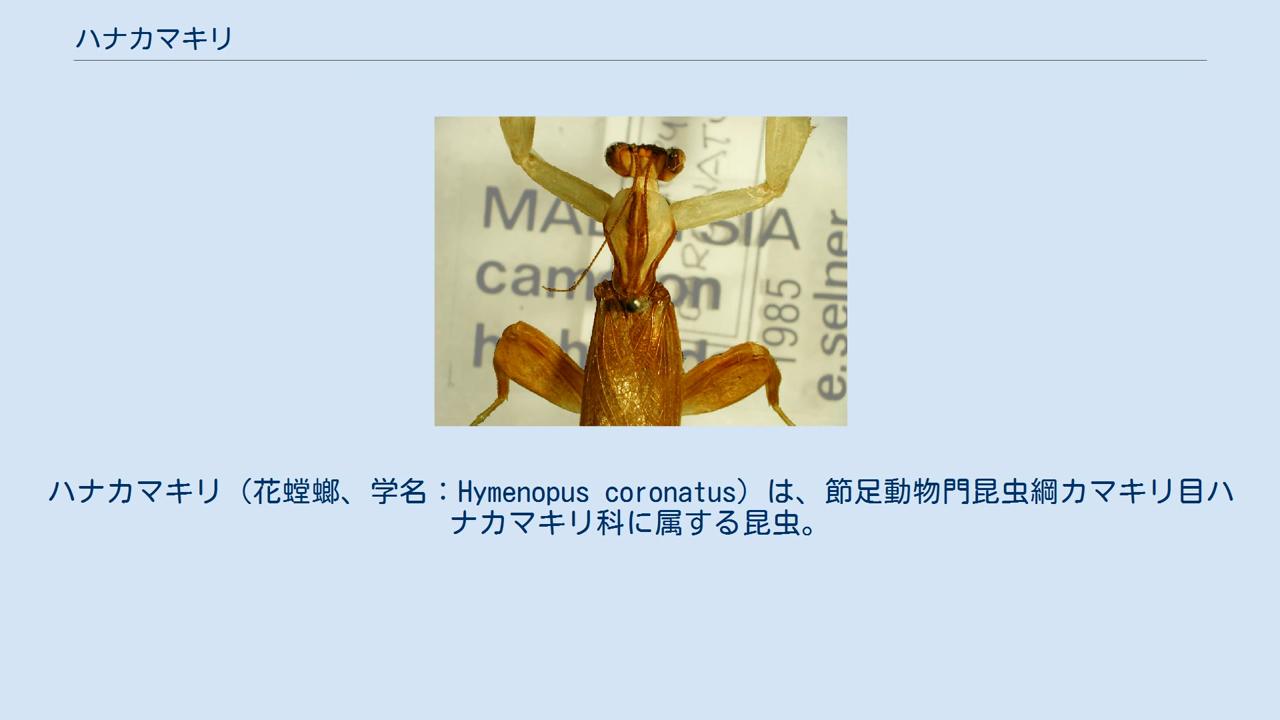 ハナカマキリ
MALAYSIA
cameron
1985
e.selner
ハナカマキリ（花螳螂、学名：Hymenopus coronatus）は、節足動物門昆虫綱カマキリ目ハ
ナカマキリ科に属する昆虫。